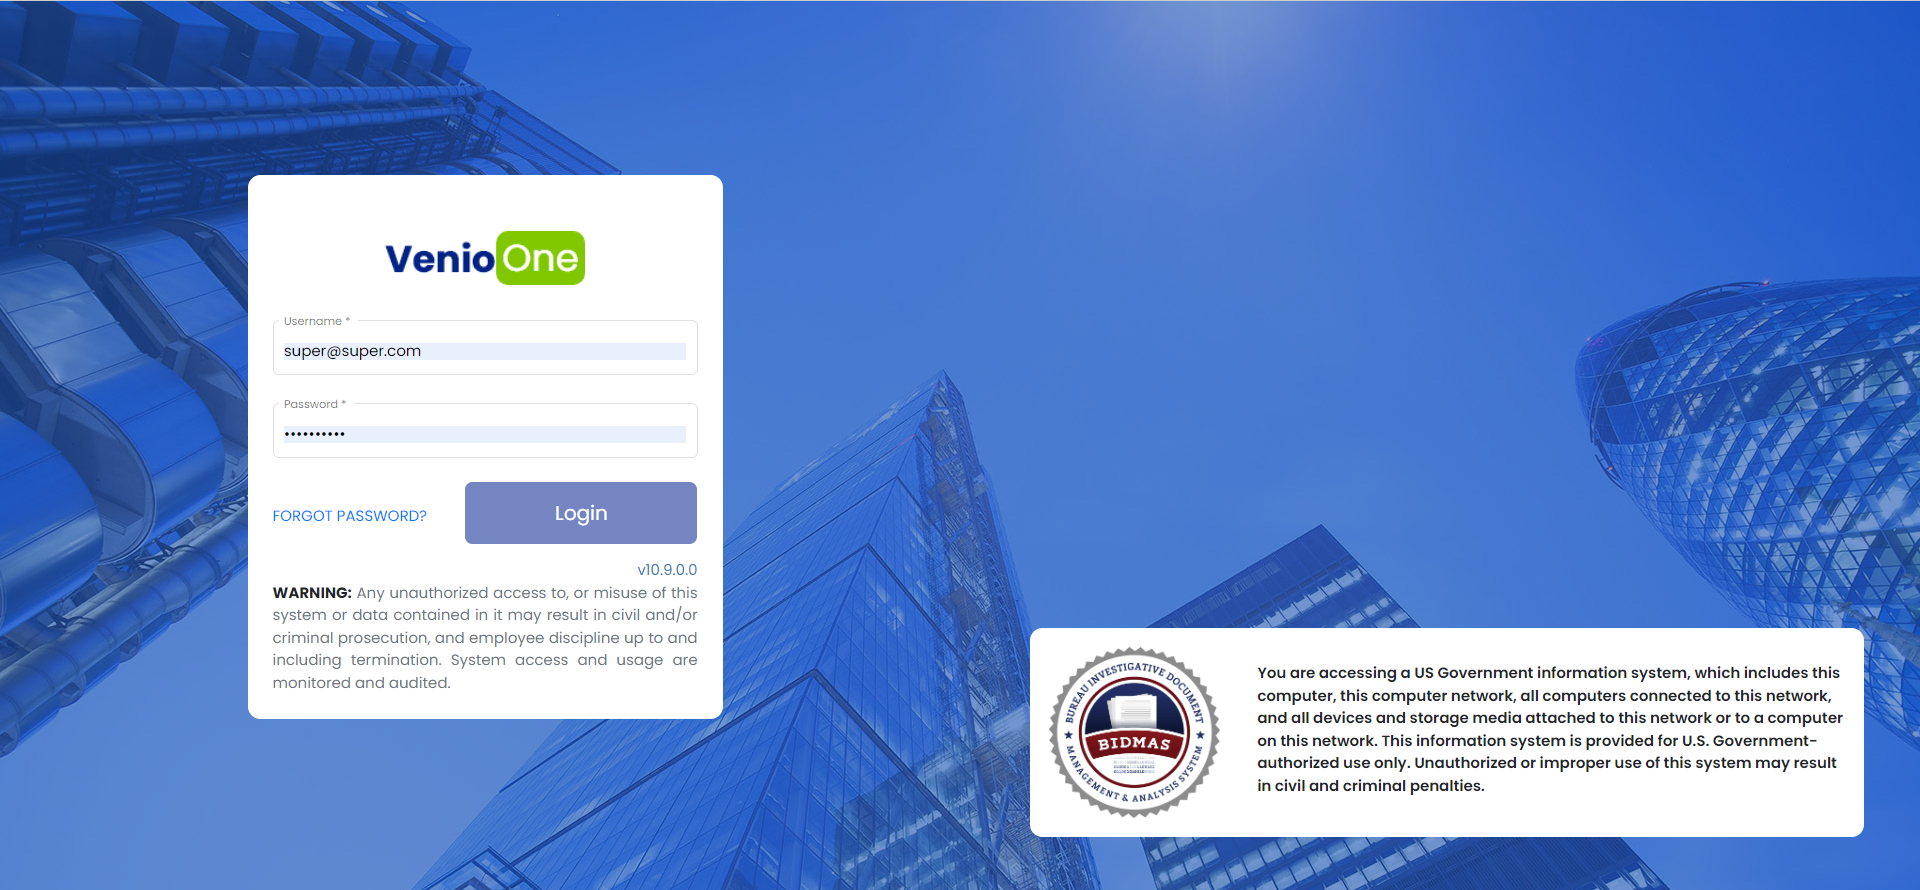 VenioOne
Username *
super@super.com
Password *
••••••••••
FORGOT PASSWORD?
Login
v10.9.0.0
WARNING: Any unauthorized access to, or misuse of this
system or data contained in it may result in civil and/or
criminal prosecution, and employee discipline up to and
including termination. System access and usage are
monitored and audited.
BUREAU INVESTIGATIVE DOCUMENT
BIDMAS
MANAGEMENT & ANALYSIS SYSTEM
You are accessing a US Government information system, which includes this
computer, this computer network, all computers connected to this network,
and all devices and storage media attached to this network or to a computer
on this network. This information system is provided for U.S. Government-
authorized use only. Unauthorized or improper use of this system may result
in civil and criminal penalties.